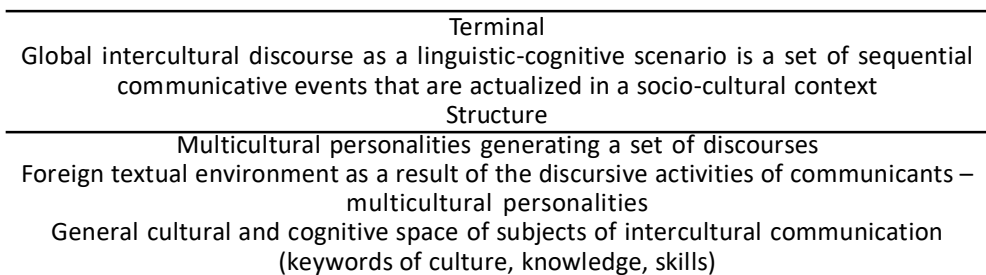 Terminal
Global intercultural discourse as a linguistic-cognitive scenario is a set of sequential
communicative events that are actualized in a socio-cultural context
Structure
Multicultural personalities generating a set of discourses
Foreign textual environment as a result of the discursive activities of communicants –
multicultural personalities
General cultural and cognitive space of subjects of intercultural communication
(keywords of culture, knowledge, skills)